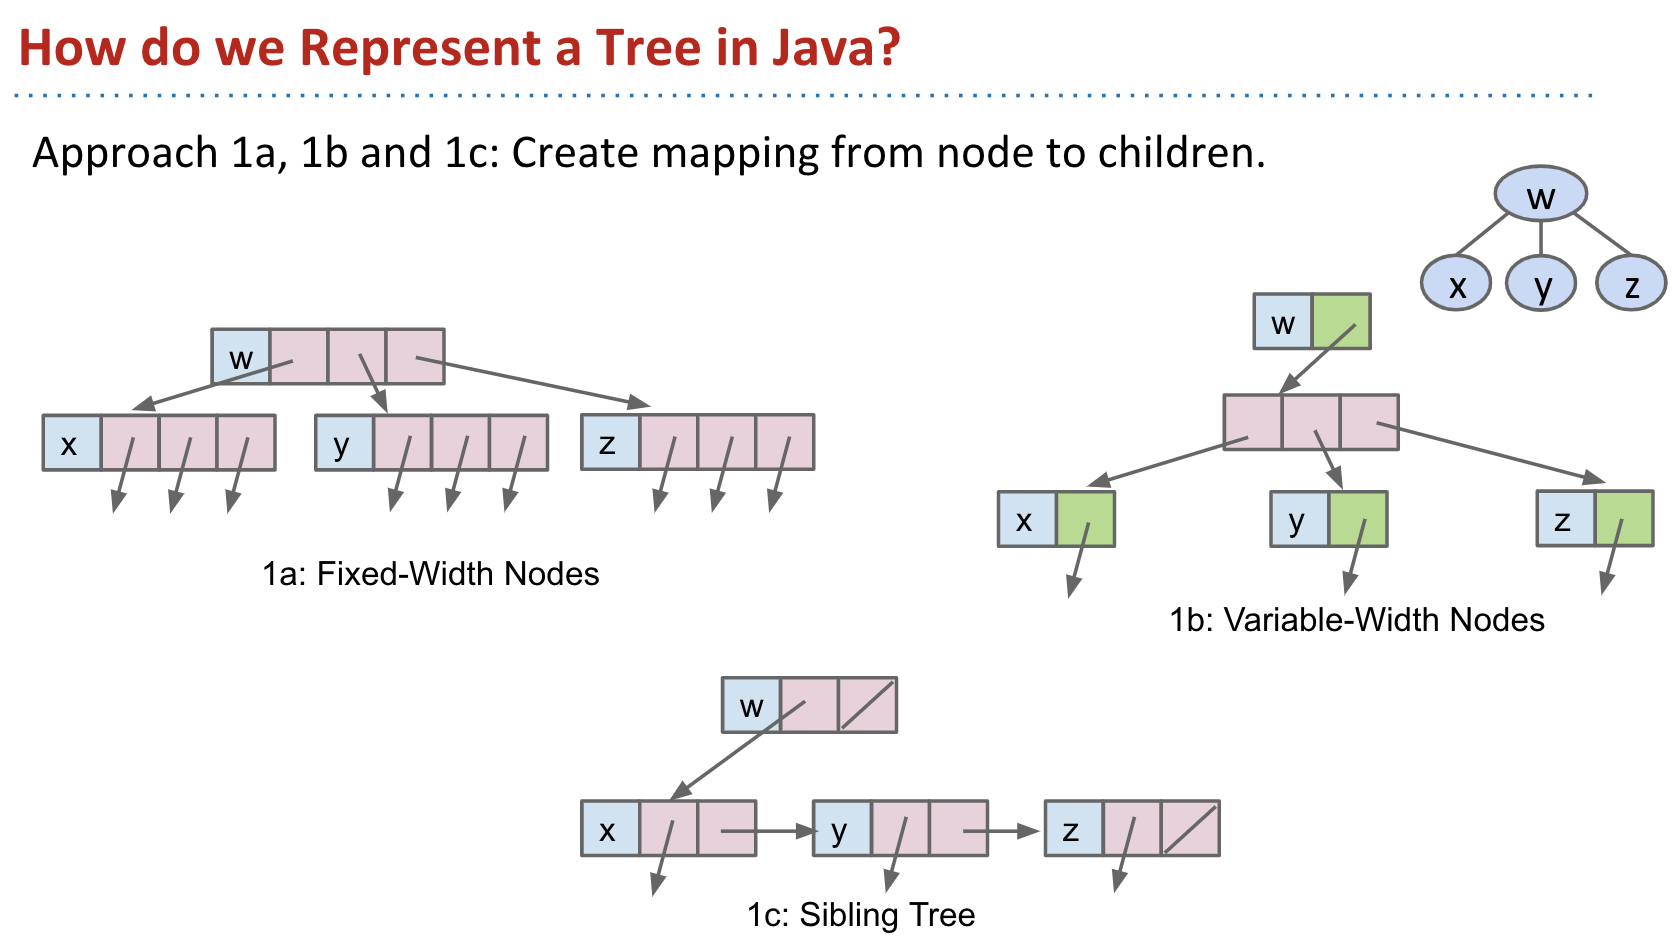 How do we Represent a Tree in Java?
Approach 1a, 1b and 1c: Create mapping from node to children.
w
x y z
w
x y z
1a: Fixed-Width Nodes
w
x y z
1b: Variable-Width Nodes
w
x y z
1c: Sibling Tree